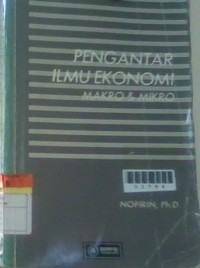 PENGANTAR
ILMU EKONOMI
MAKRO & MIKRO
NOPIRIN, Ph.D